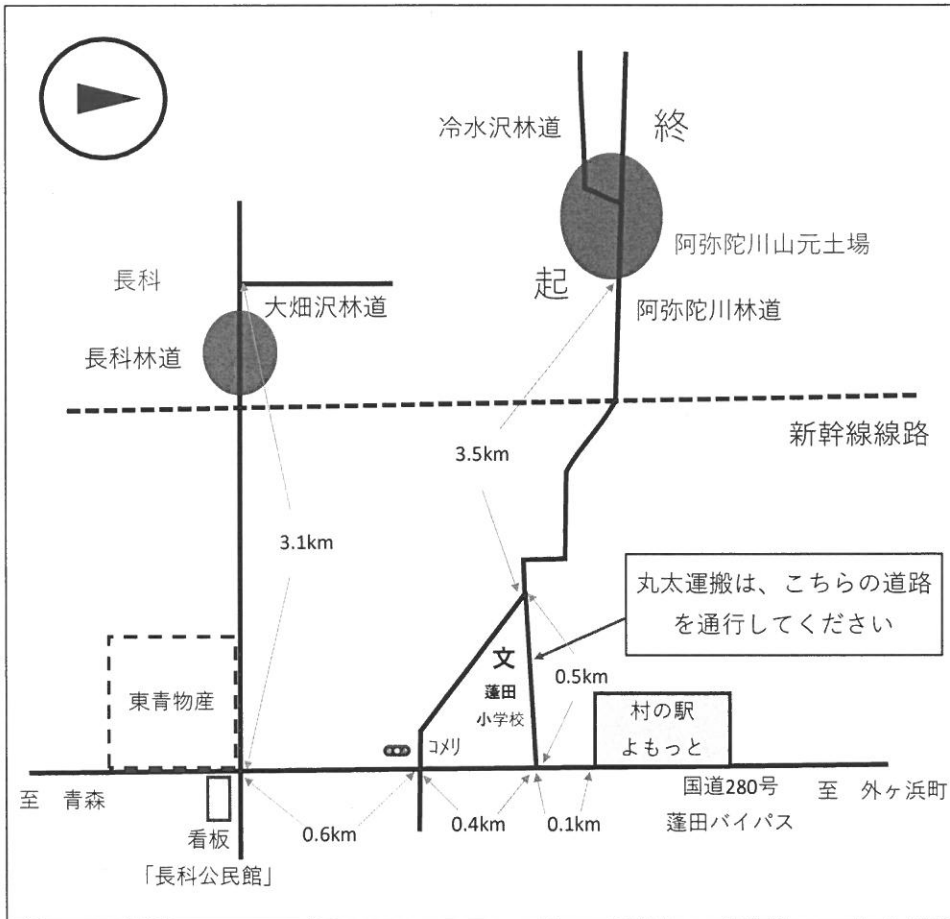 冷水沢林道
終
阿弥陀川山元土場
起
長科
大畑沢林道
阿弥陀川林道
長科林道
新幹線線路
3.5km
3.1km
丸太運搬は、こちらの道路
を通行してください
文
蓬田
小学校
0.5km
東青物産
村の駅
よもっと
コメリ
至 青森
国道280号
至 外ヶ浜町
看板
0.6km
0.4km
0.1km
蓬田バイパス
「長科公民館」